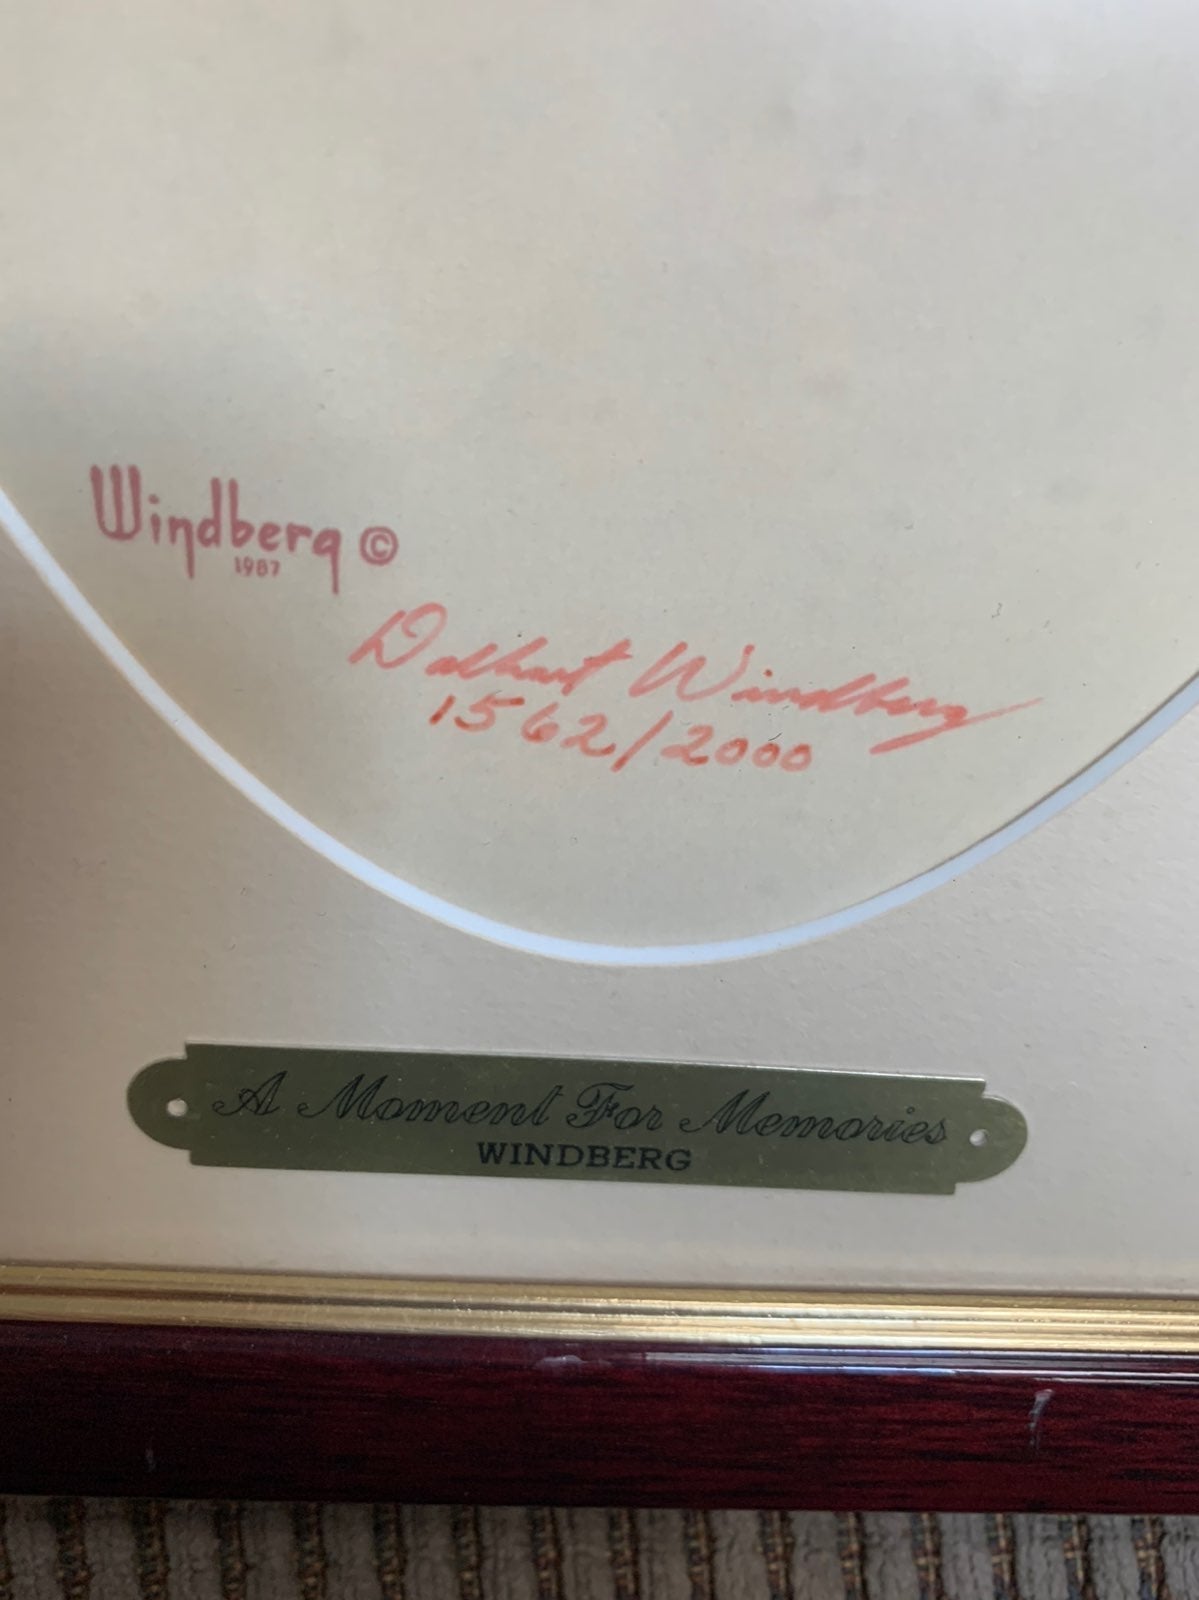 Windberg ©
1987
Dalhart Windberg
1562/2000
A Moment For Memories
WINDBERG